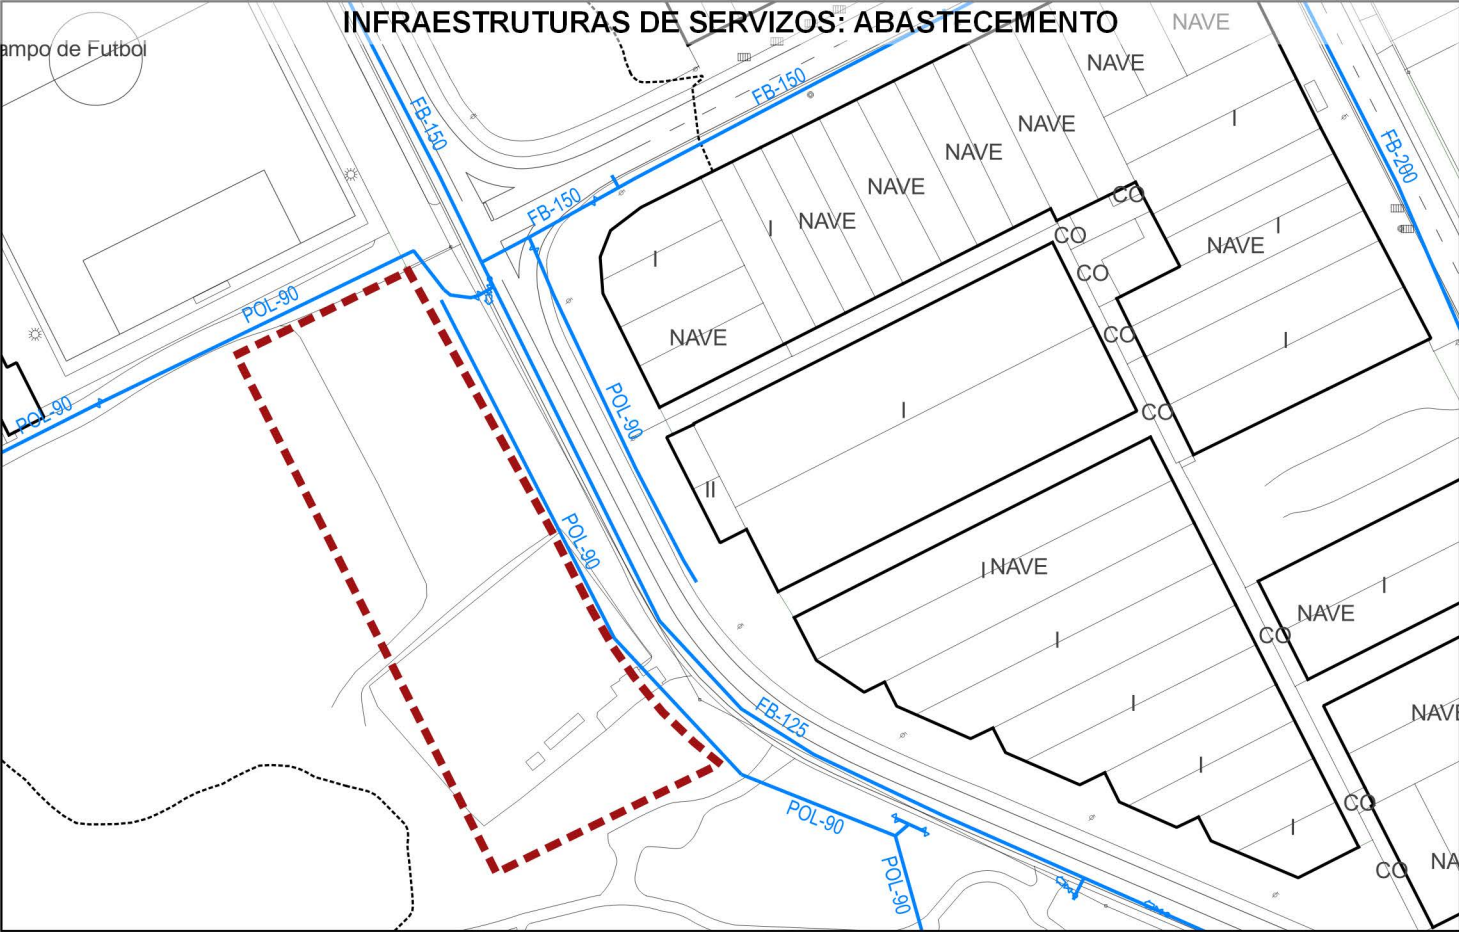 INFRAESTRUTURAS DE SERVIZOS: ABASTECEMENTO
NAVE
ampo de Futbol
NAVE
FB-150
FB-150
NAVE
I
NAVE
FB-200
NAVE
CO
FB-150
NAVE
I
I
CO
NAVE
I
CO
POL-90
NAVE
CO
I
POL-90
POL-90
I
CO
II
POL-90
I NAVE
I
NAVE
CO
I
I
NAVE
FB-125
I
CO
POL-90
I
NA
CO
POL-90